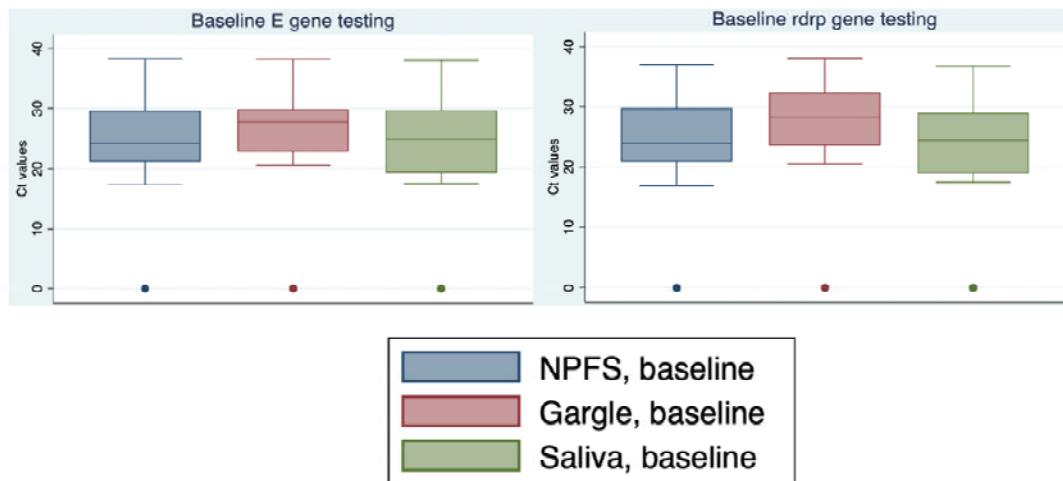 Baseline E gene testing
Ct values
40
30
20
10
0
Baseline rdrp gene testing
Ct values
40
30
20
10
0
NPFS, baseline
Gargle, baseline
Saliva, baseline